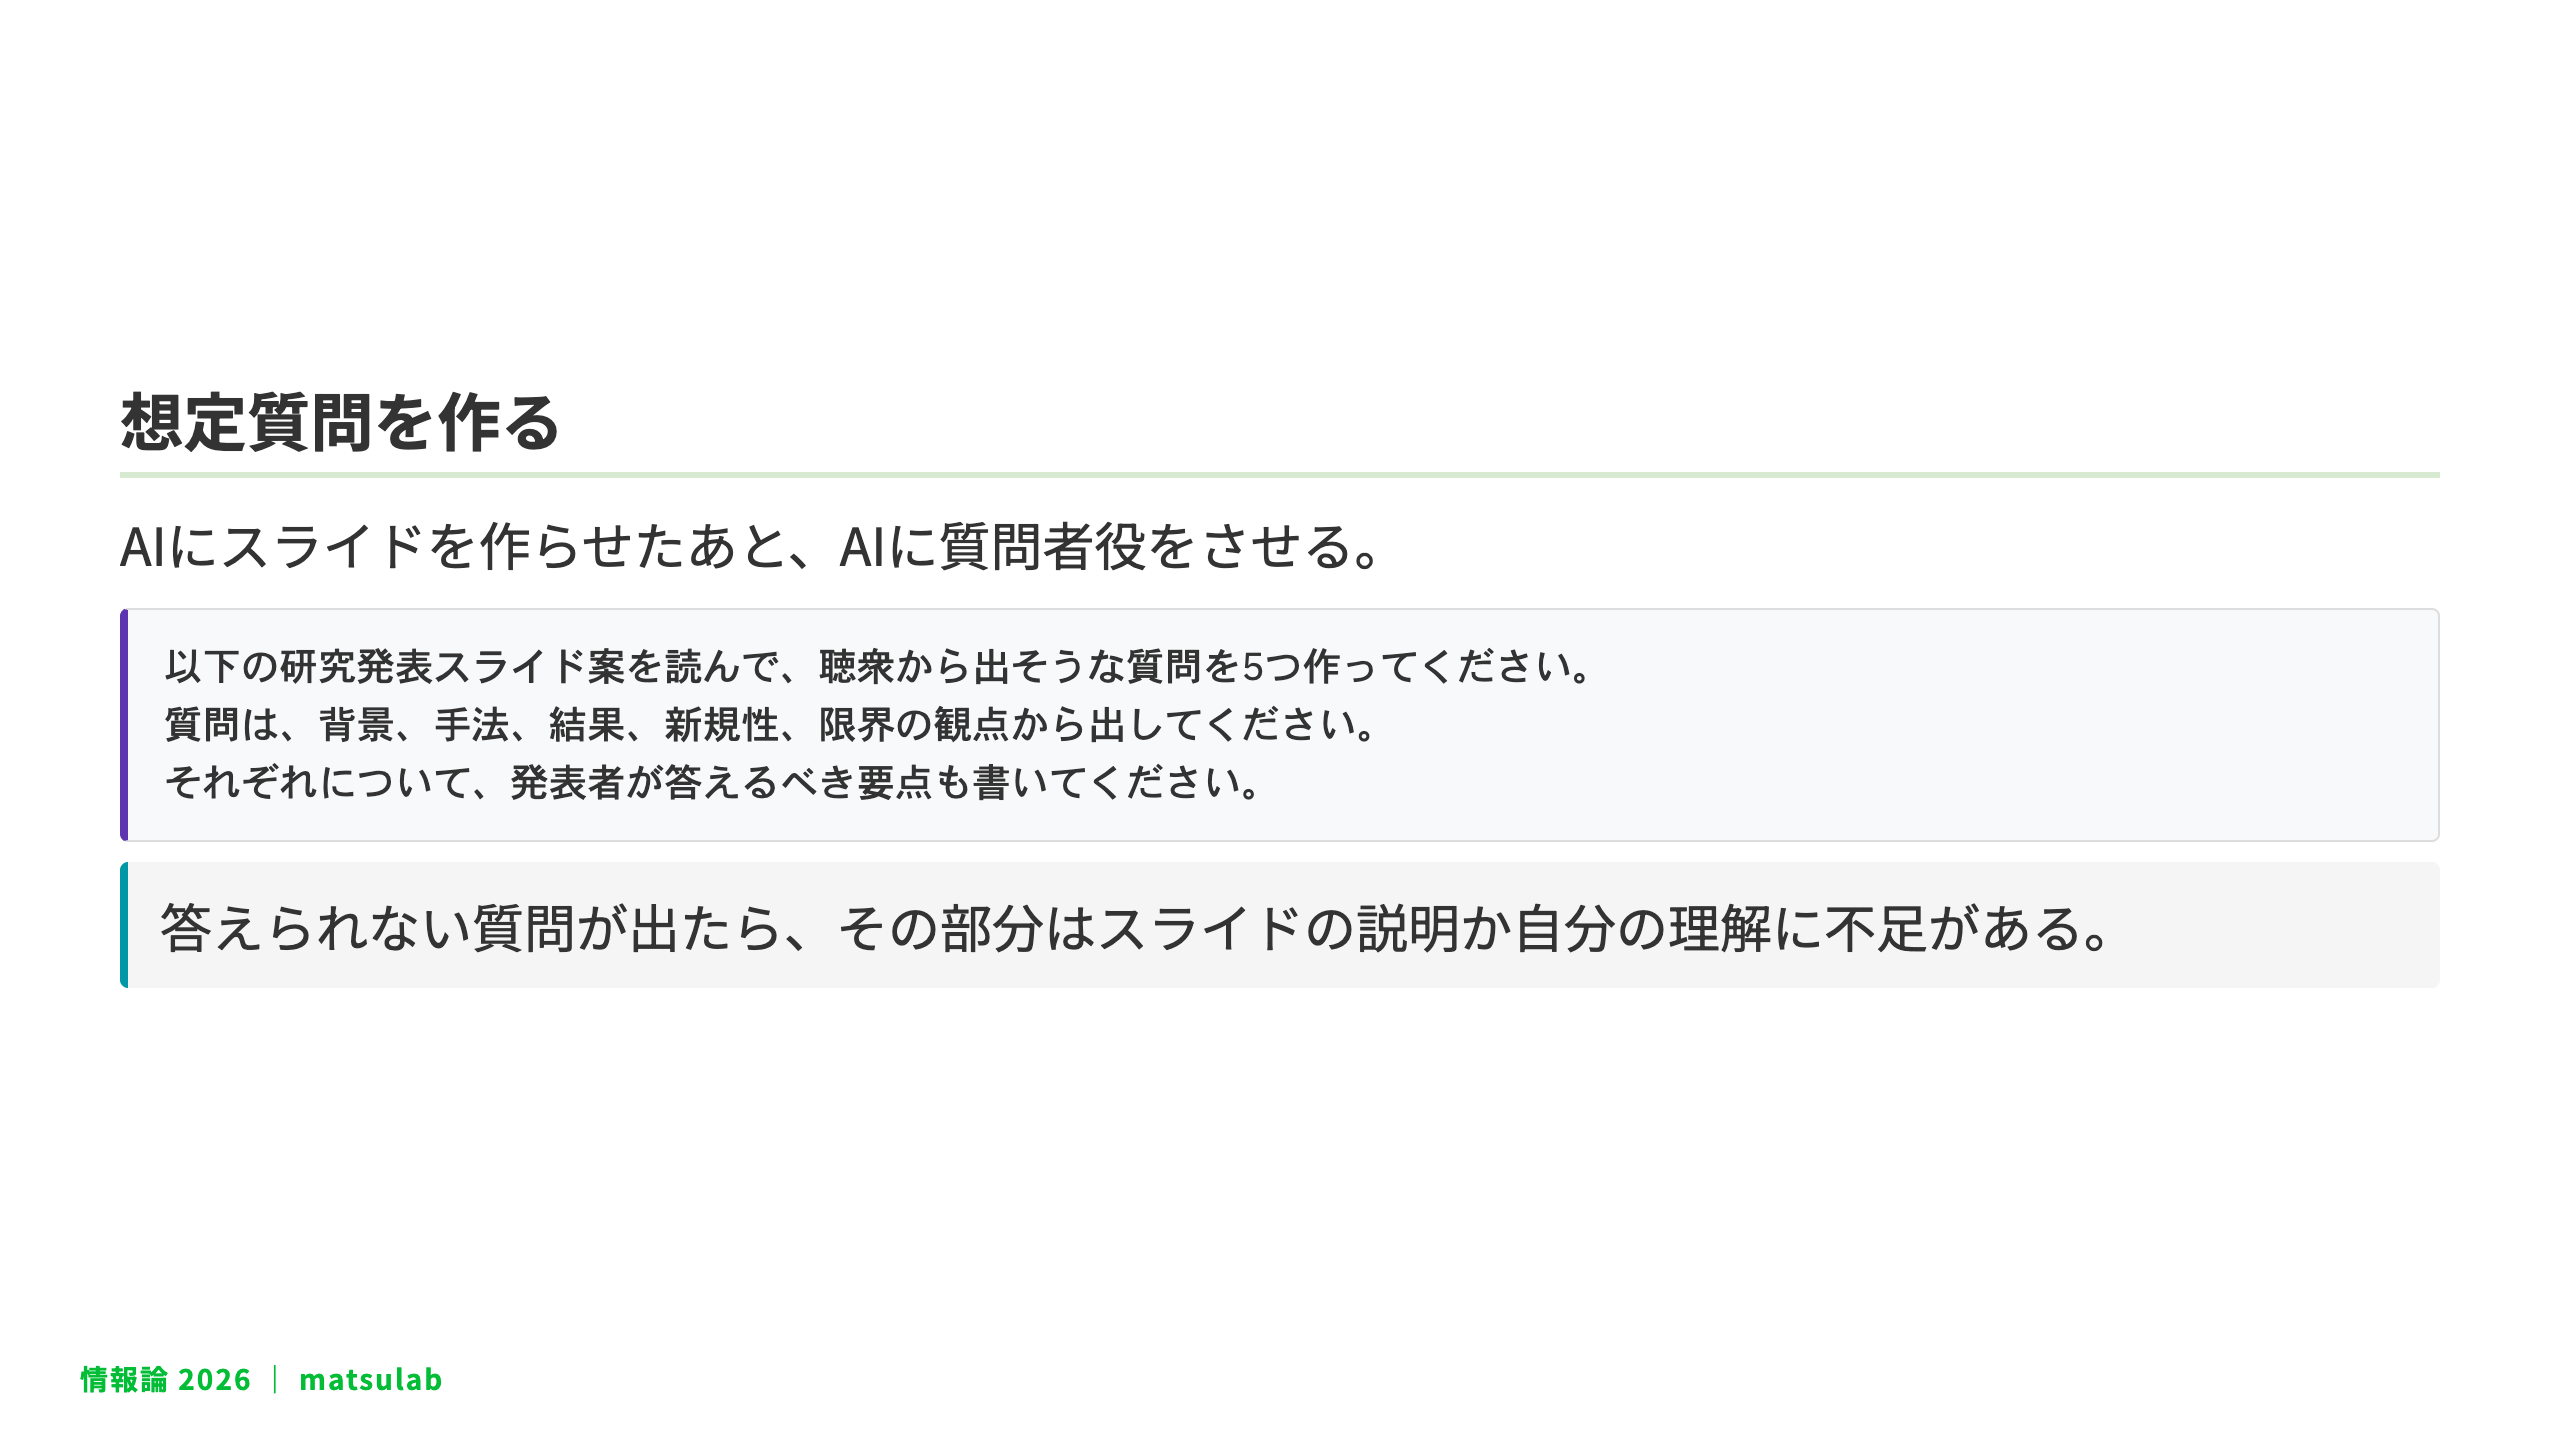 想定質問を作る
AIにスライドを作らせたあと、AIに質問者役をさせる。
以下の研究発表スライド案を読んで、聴衆から出そうな質問を5つ作ってください。
質問は、背景、手法、結果、新規性、限界の観点から出してください。
それぞれについて、発表者が答えるべき要点も書いてください。
答えられない質問が出たら、その部分はスライドの説明か自分の理解に不足がある。
情報論 2026 | matsulab